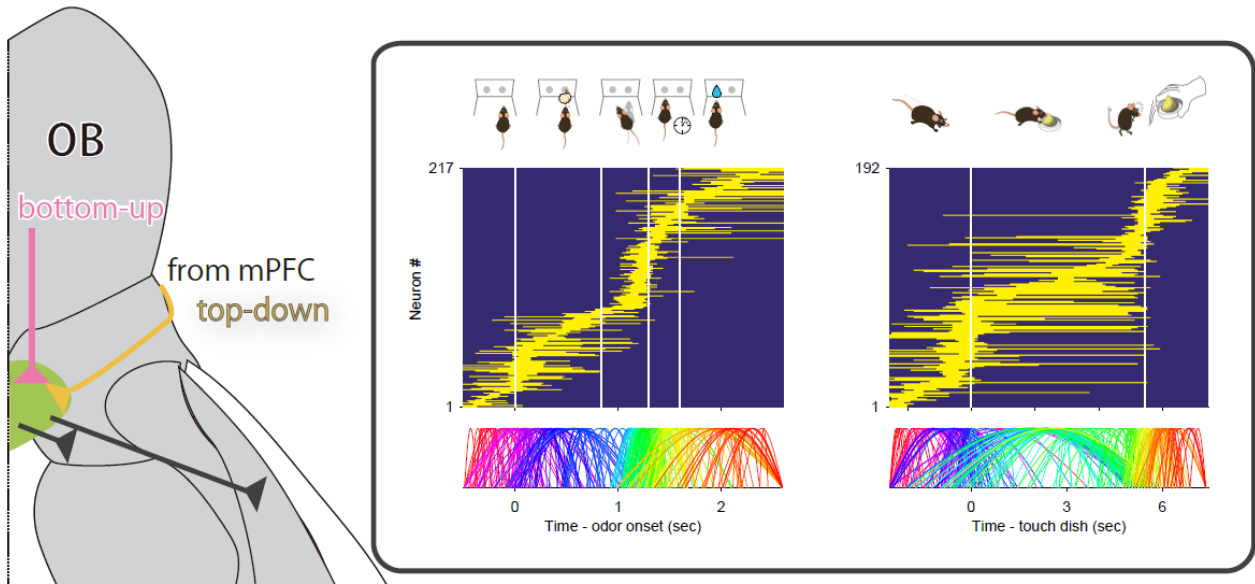 OB
bottom-up
from mPFC
top-down
217
Neuron #
1
0 1 2
Time - odor onset (sec)
192
1
0 3 6
Time - touch dish (sec)